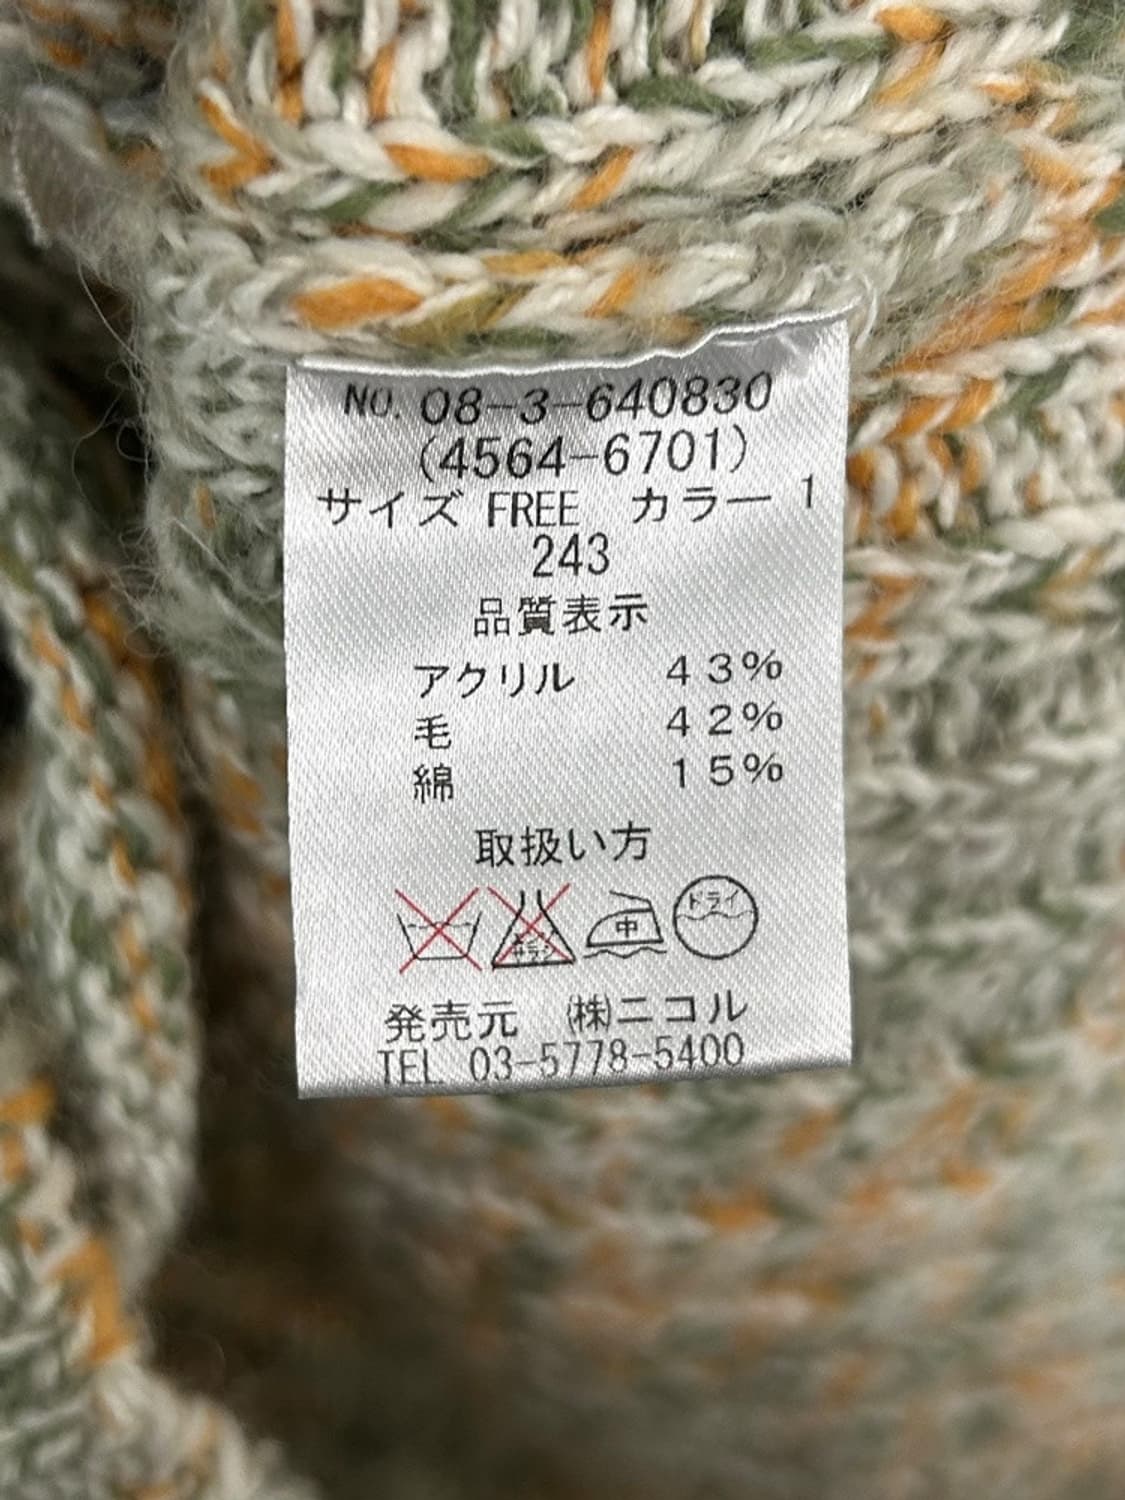 NO. 08-3-640830
(4564-6701)
サイズ FREE カラー 1
243
品質表示
アクリル 43%
毛 42%
綿 15%
取扱い方
中 ドライ
発売元 ㈱ニコル
TEL 03-5778-5400